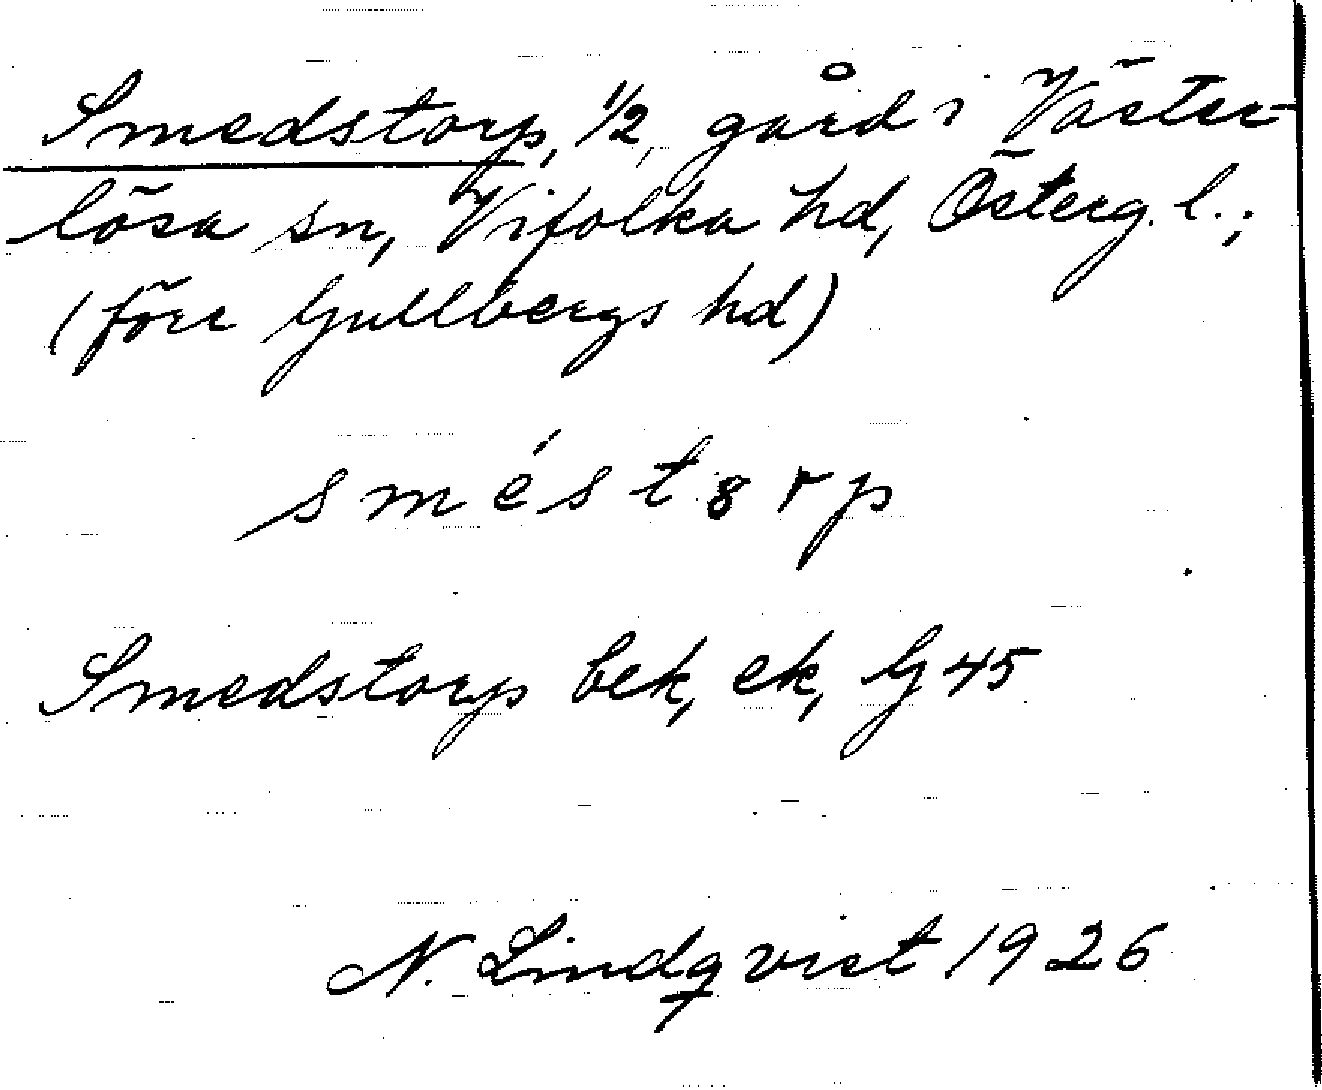 Smedstorp, 1/2, gård i Väster-
lösa sn, Vifolka hd, Österg. l.;
(förr Gullbergs hd)
smést8rp
Smedstorp bek, ek, G 45
N. Lindqvist 1926